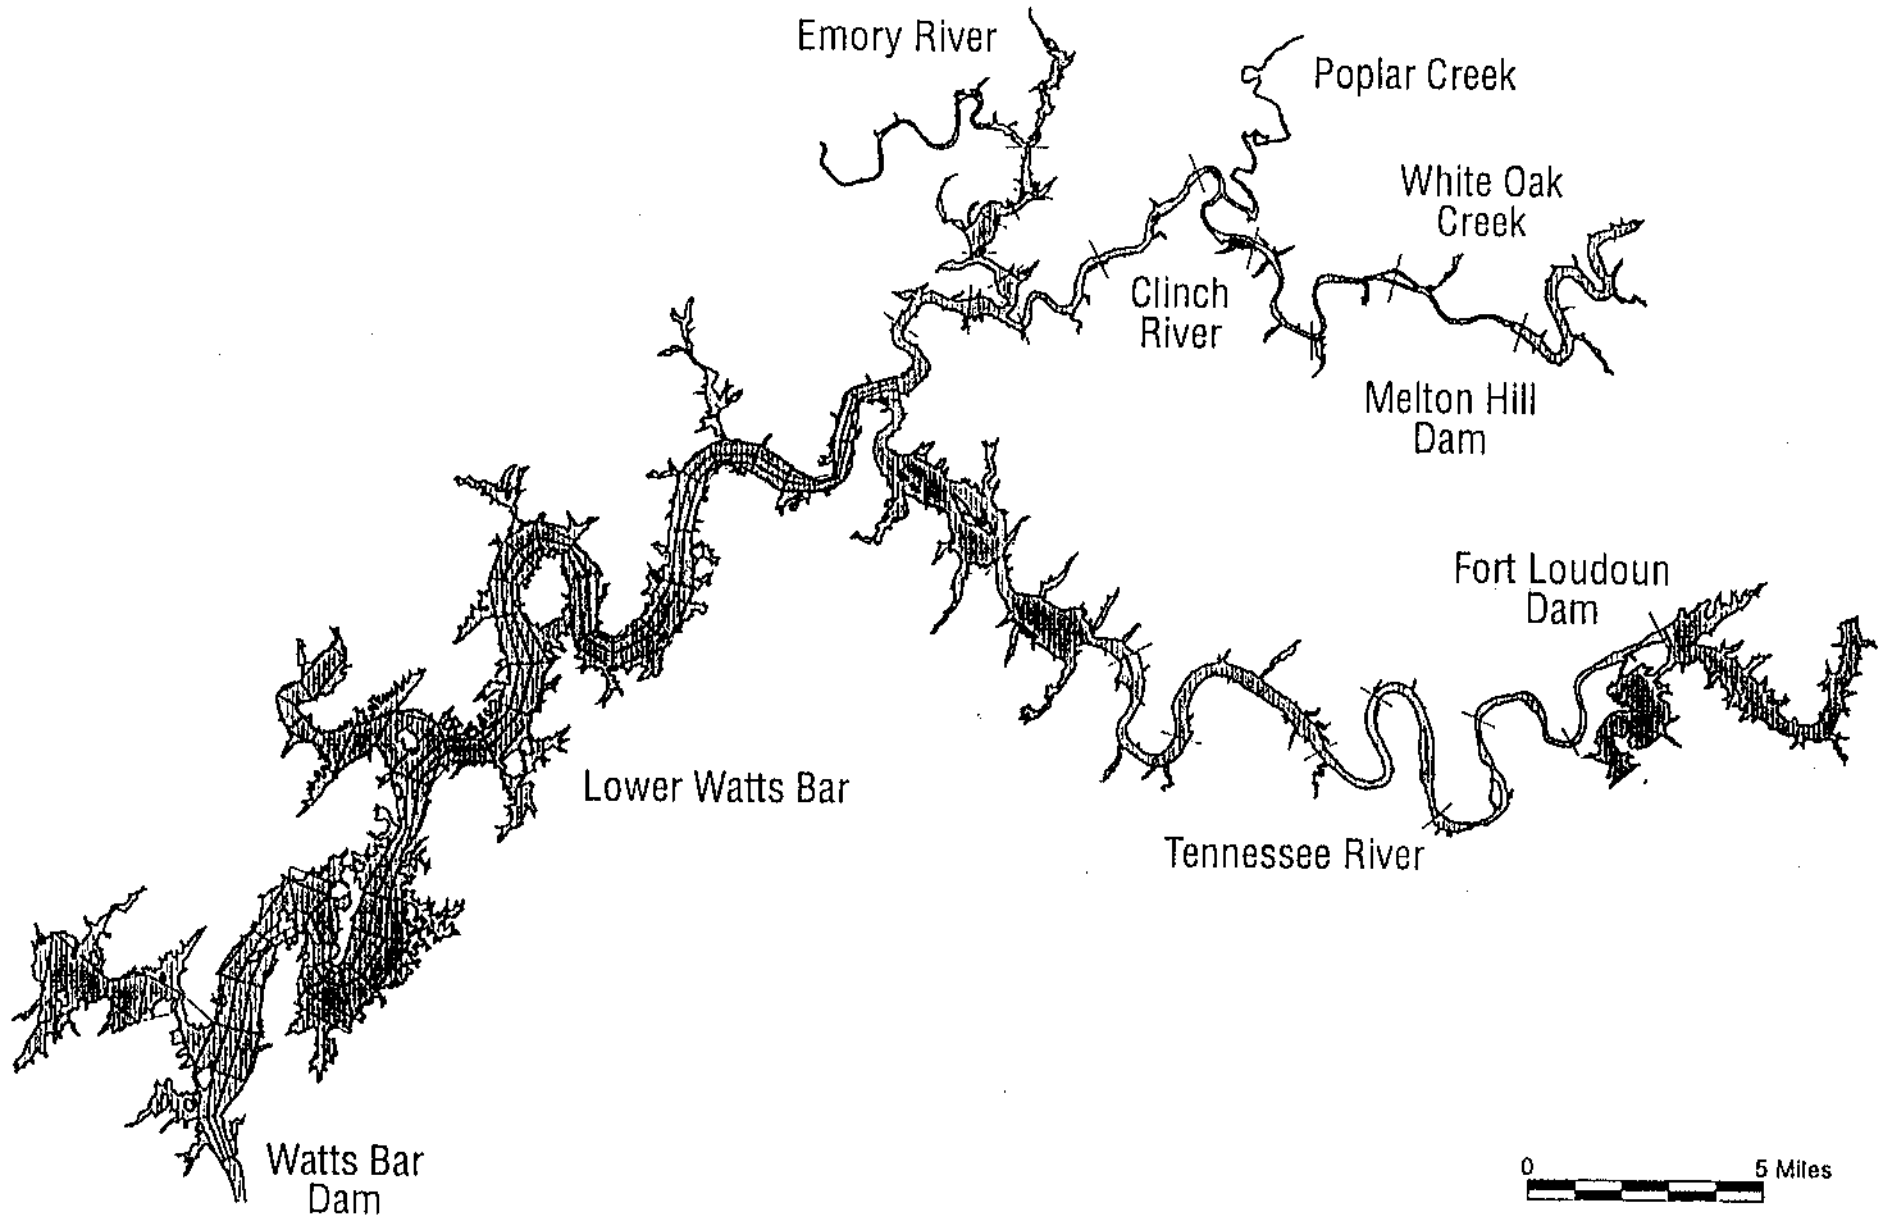 Emory River
Poplar Creek
White Oak
Creek
Clinch
River
Melton Hill
Dam
Fort Loudoun
Dam
Lower Watts Bar
Tennessee River
Watts Bar
Dam
0 5 Miles